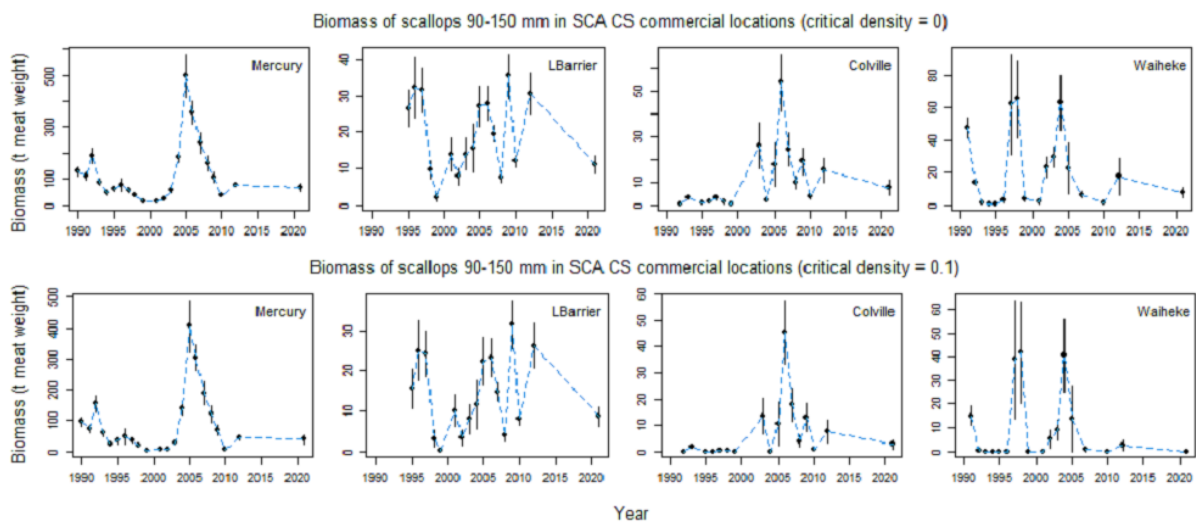 Biomass of scallops 90-150 mm in SCA CS commercial locations (critical density = 0)
Mercury LBarrier Colville Waiheke
Biomass (t meat weight)
0 100 300 500
0 10 20 30 40
0 10 20 30 40 50 60
0 20 40 60 80
1990 1995 2000 2005 2010 2015 2020 1990 1995 2000 2005 2010 2015 2020 1990 1995 2000 2005 2010 2015 2020 1990 1995 2000 2005 2010 2015 2020
Biomass of scallops 90-150 mm in SCA CS commercial locations (critical density = 0.1)
Mercury LBarrier Colville Waiheke
Biomass (t meat weight)
0 100 200 300 400 500
0 10 20 30
0 10 20 30 40 50 60
0 10 20 30 40 50 60
1990 1995 2000 2005 2010 2015 2020 1990 1995 2000 2005 2010 2015 2020 1990 1995 2000 2005 2010 2015 2020 1990 1995 2000 2005 2010 2015 2020
Year